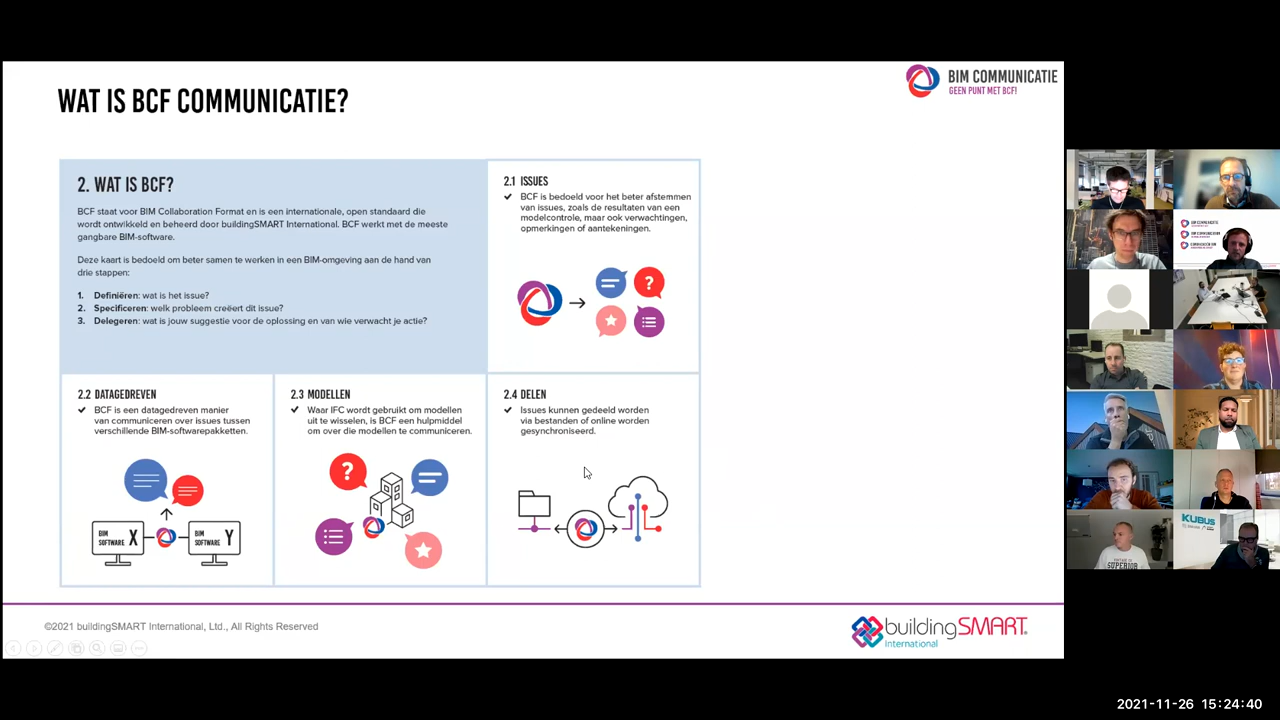 WAT IS BCF COMMUNICATIE?
BIM COMMUNICATIE
GEEN PUNT MET BCF!
2. WAT IS BCF?
BCF staat voor BIM Collaboration Format en is een internationale, open standaard die
wordt ontwikkeld en beheerd door buildingSMART International. BCF werkt met de meeste
gangbare BIM-software.
Deze kaart is bedoeld om beter samen te werken in een BIM-omgeving aan de hand van
drie stappen:
1. Definiëren: wat is het issue?
2. Specificeren: welk probleem creëert dit issue?
3. Delegeren: wat is jouw suggestie voor de oplossing en van wie verwacht je actie?
2.1 ISSUES
BCF is bedoeld voor het beter afstemmen
van issues, zoals de resultaten van een
modelcontrole, maar ook verwachtingen,
opmerkingen of aantekeningen.
?
2.2 DATAGEDREVEN
BCF is een datagedreven manier
van communiceren over issues tussen
verschillende BIM-softwarepakketten.
BIM
SOFTWARE X
BIM
SOFTWARE Y
2.3 MODELLEN
Waar IFC wordt gebruikt om modellen
uit te wisselen, is BCF een hulpmiddel
om over die modellen te communiceren.
?
2.4 DELEN
Issues kunnen gedeeld worden
via bestanden of online worden
gesynchroniseerd.
©2021 buildingSMART International, Ltd., All Rights Reserved
buildingSMART®
International
KUBUS
SUPERIOR
2021-11-26 15:24:40